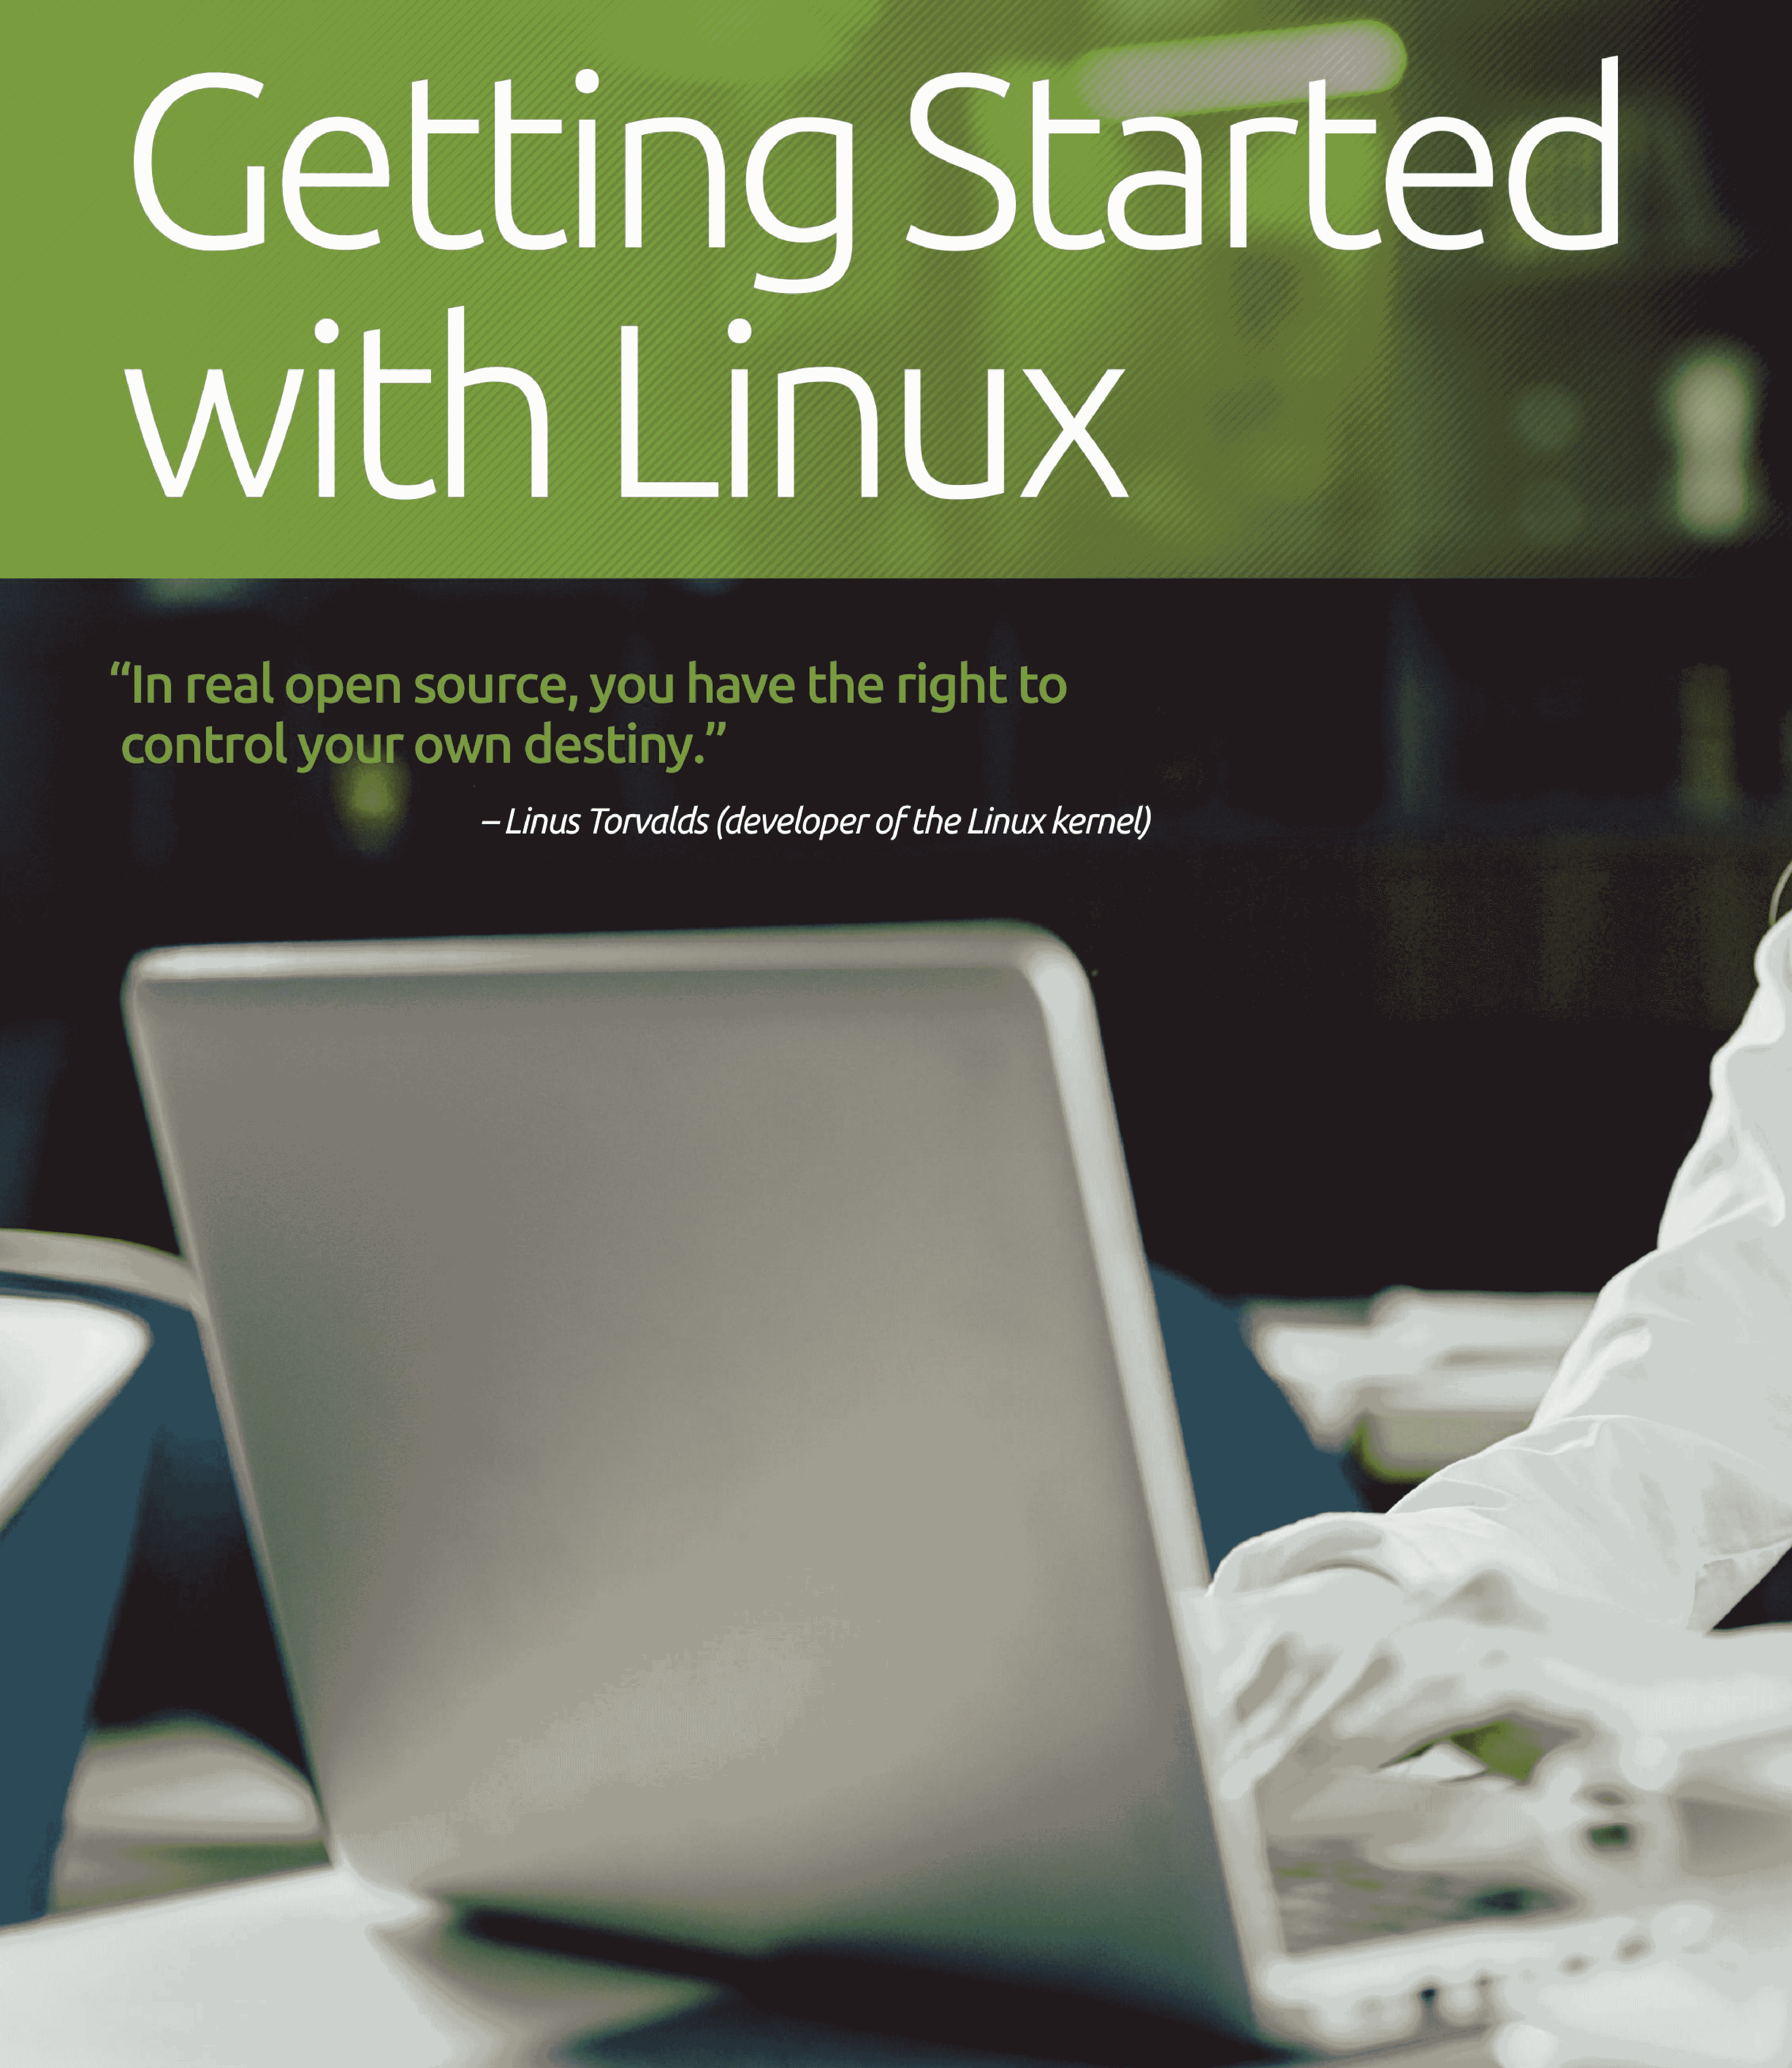 Getting Started
with Linux
“In real open source, you have the right to
control your own destiny.”
– Linus Torvalds (developer of the Linux kernel)